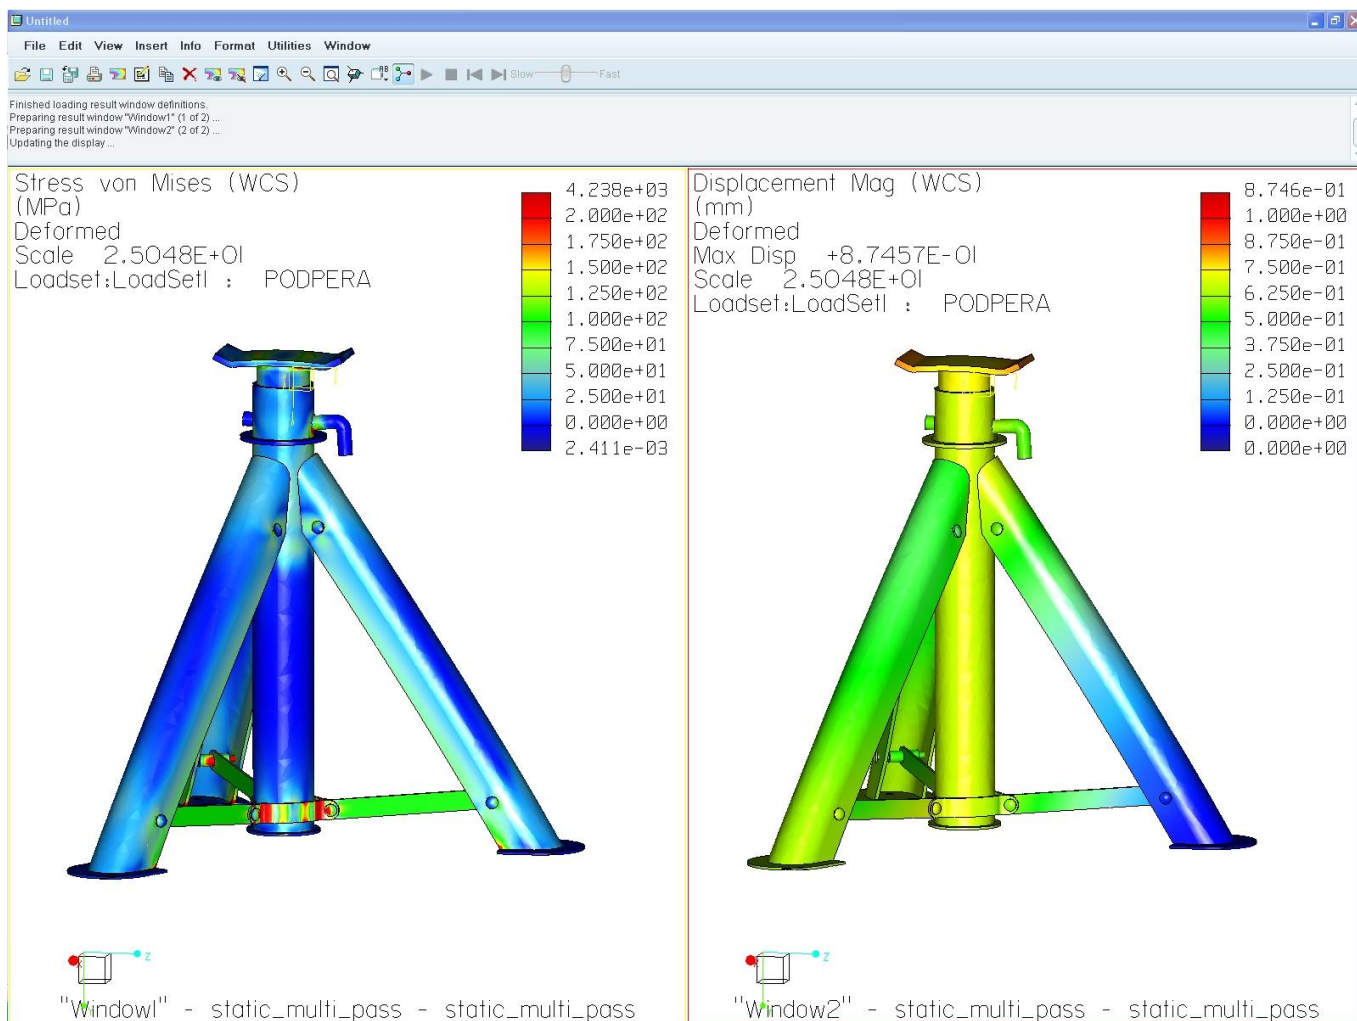 Untitled
File Edit View Insert Info Format Utilities Window
Slow Fast
Finished loading result window definitions.
Preparing result window "Window1" (1 of 2) ...
Preparing result window "Window2" (2 of 2) ...
Updating the display ...
Stress von Mises (WCS)
(MPa)
Deformed
Scale 2.5048E+01
Loadset:LoadSet1 : PODPERA
4.238e+03
2.000e+02
1.750e+02
1.500e+02
1.250e+02
1.000e+02
7.500e+01
5.000e+01
2.500e+01
0.000e+00
2.411e-03
X
Y
Z
"Window1" - static_multi_pass - static_multi_pass
Displacement Mag (WCS)
(mm)
Deformed
Max Disp +8.7457E-01
Scale 2.5048E+01
Loadset:LoadSet1 : PODPERA
8.746e-01
1.000e+00
8.750e-01
7.500e-01
6.250e-01
5.000e-01
3.750e-01
2.500e-01
1.250e-01
0.000e+00
0.000e+00
Z
"Window2" - static_multi_pass - static_multi_pass